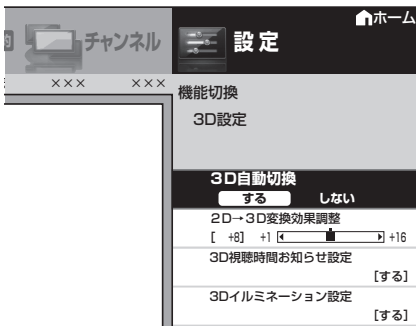 ホーム
チャンネル 設定
××× ×××
機能切換
3D設定
3D自動切換
する しない
2D→3D変換効果調整
[ +8] +1 +16
3D視聴時間お知らせ設定
[する]
3Dイルミネーション設定
[する]